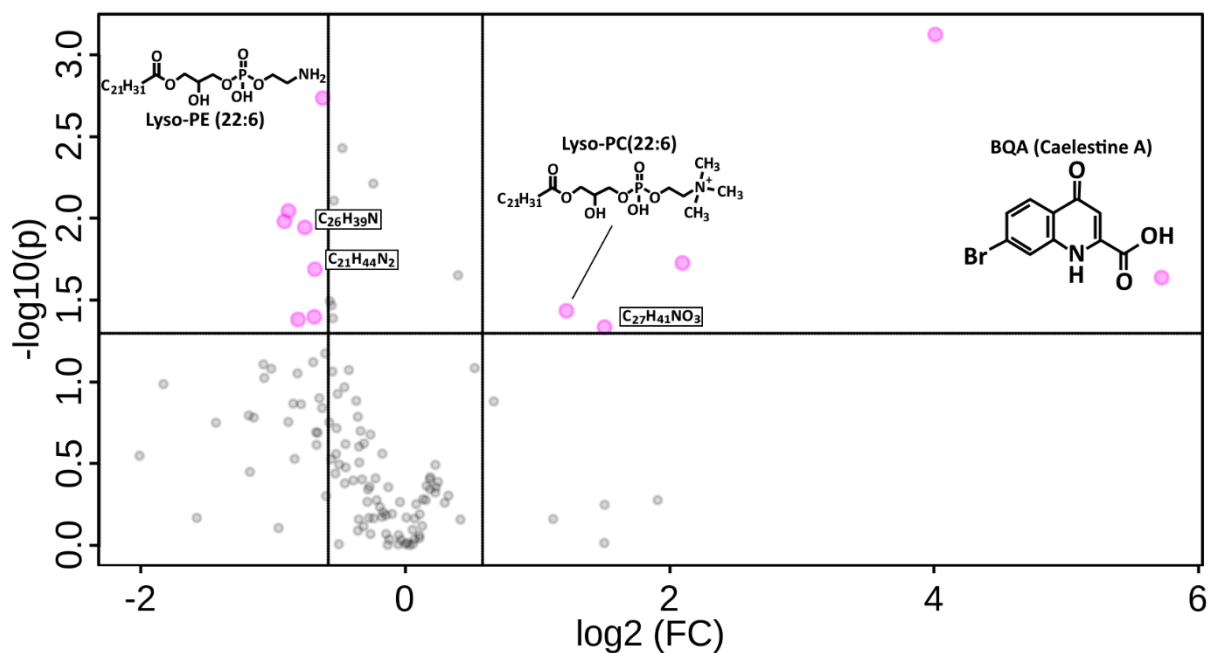 -log10(p)
3.0
2.5
2.0
1.5
1.0
0.5
0.0
-2
0
2
4
6
log2 (FC)
C₂₁H₃₁
O
O
OH
O
O
P
OH
O
NH₂
Lyso-PE (22:6)
C₂₆H₃₉N
C₂₁H₄₄N₂
Lyso-PC(22:6)
C₂₁H₃₁
O
O
OH
O
O
P
OH
O
CH₃
N⁺
CH₃
CH₃
C₂₇H₄₁NO₃
BQA (Caelestine A)
O
Br
N
H
OH
O